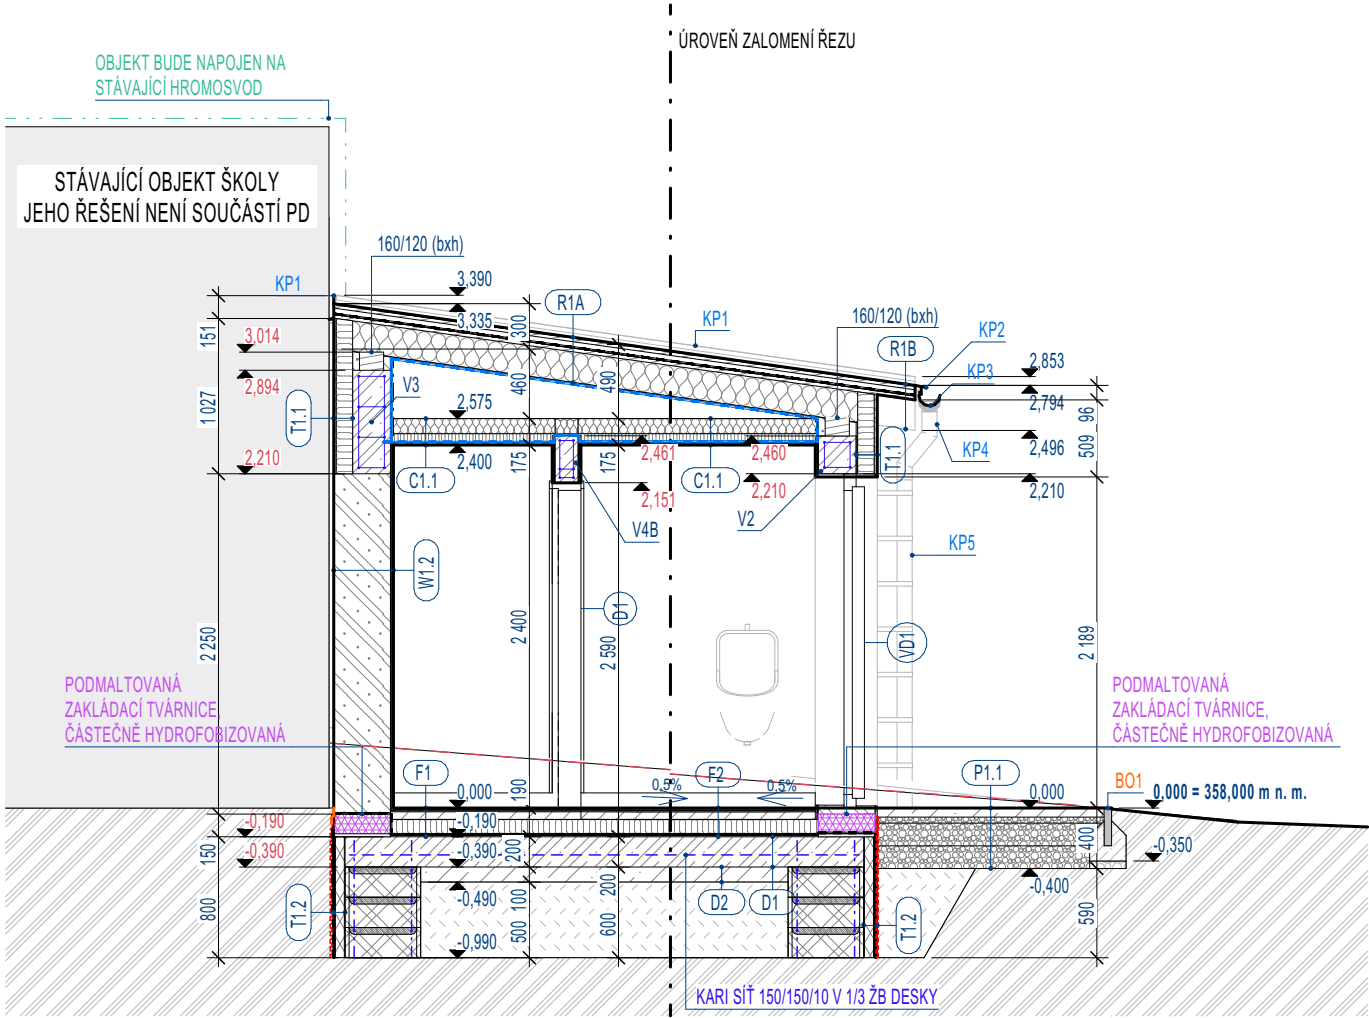 ÚROVEŇ ZALOMENÍ ŘEZU
OBJEKT BUDE NAPOJEN NA
STÁVAJÍCÍ HROMOSVOD
STÁVAJÍCÍ OBJEKT ŠKOLY
JEHO ŘEŠENÍ NENÍ SOUČÁSTÍ PD
160/120 (bxh)
KP1
3,390
R1A
3,335
300
KP1
160/120 (bxh)
KP2
R1B
2,853
KP3
151
3,014
2,894
V3
460
490
2,794
96
1 027
T1.1
2,575
KP4
2,496
509
2,210
2,400
175
175
2,461
2,460
T1.1
C1.1
C1.1
2,151
2,210
2,210
V4B
V2
KP5
W1.2
D1
2 400
2 590
VD1
2 250
2 189
PODMALTOVANÁ
ZAKLÁDACÍ TVÁRNICE,
ČÁSTEČNĚ HYDROFOBIZOVANÁ
PODMALTOVANÁ
ZAKLÁDACÍ TVÁRNICE,
ČÁSTEČNĚ HYDROFOBIZOVANÁ
F1
F2
P1.1
BO1
0,000
190
0,5%
0,5%
0,000
0,000 = 358,000 m n. m.
-0,190
-0,190
150
-0,390
-0,390
200
400
-0,350
200
-0,400
-0,490
100
D2
D1
800
T1.2
T1.2
590
-0,990
500
600
KARI SÍŤ 150/150/10 V 1/3 ŽB DESKY